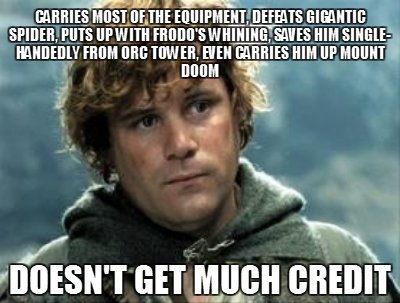 CARRIES MOST OF THE EQUIPMENT, DEFEATS GIGANTIC
SPIDER, PUTS UP WITH FRODO'S WHINING, SAVES HIM SINGLE-
HANDEDLY FROM ORC TOWER, EVEN CARRIES HIM UP MOUNT
DOOM
DOESN'T GET MUCH CREDIT